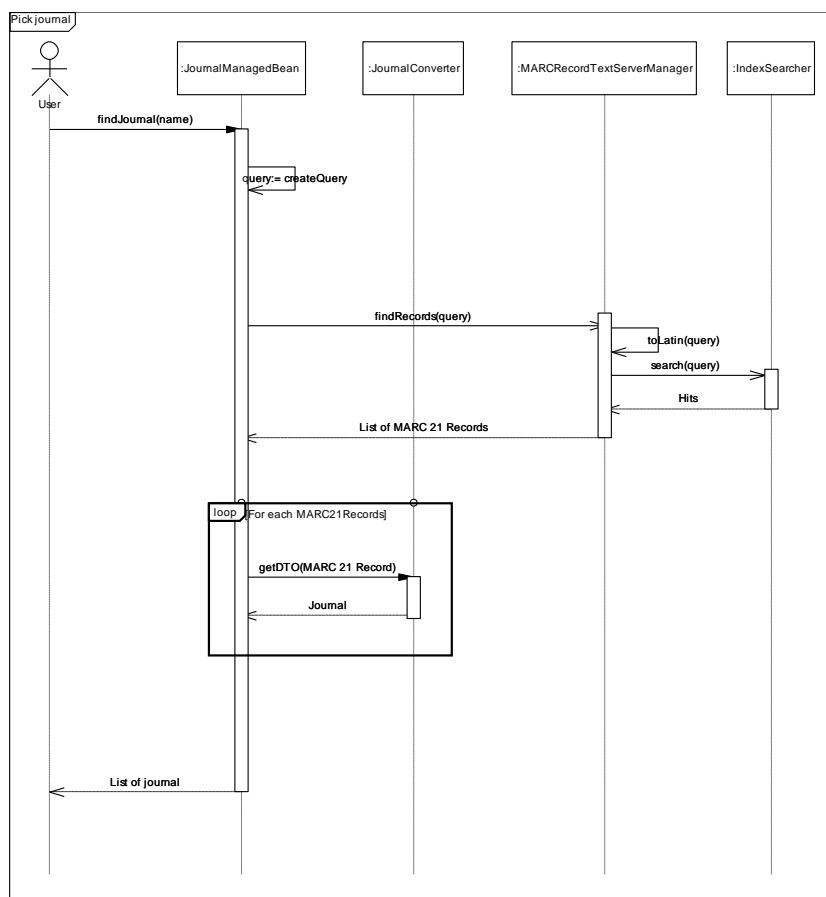 Pick journal
:JournalManagedBean
:JournalConverter
:MARCRecordTextServerManager
:IndexSearcher
User
findJournal(name)
query:= createQuery
findRecords(query)
toLatin(query)
search(query)
Hits
List of MARC 21 Records
loop
[For each MARC21Records]
getDTO(MARC 21 Record)
Journal
List of journal